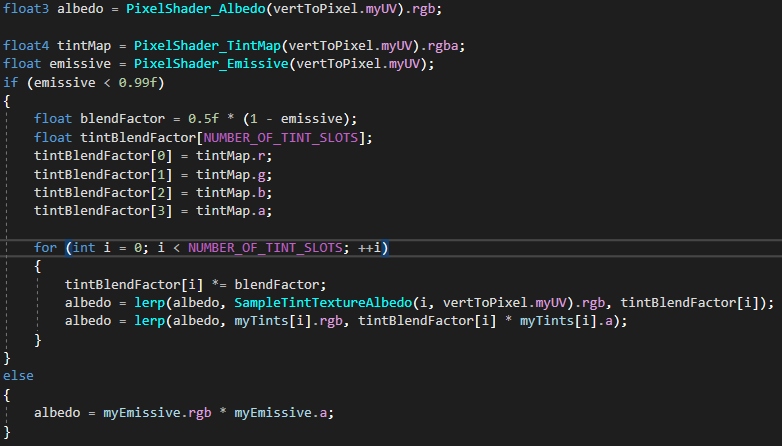 float3 albedo = PixelShader_Albedo(vertToPixel.myUV).rgb;
float4 tintMap = PixelShader_TintMap(vertToPixel.myUV).rgba;
float emissive = PixelShader_Emissive(vertToPixel.myUV);
if (emissive < 0.99f)
{
float blendFactor = 0.5f * (1 - emissive);
float tintBlendFactor[NUMBER_OF_TINT_SLOTS];
tintBlendFactor[0] = tintMap.r;
tintBlendFactor[1] = tintMap.g;
tintBlendFactor[2] = tintMap.b;
tintBlendFactor[3] = tintMap.a;
for (int i = 0; i < NUMBER_OF_TINT_SLOTS; ++i)
{
tintBlendFactor[i] *= blendFactor;
albedo = lerp(albedo, SampleTintTextureAlbedo(i, vertToPixel.myUV).rgb, tintBlendFactor[i]);
albedo = lerp(albedo, myTints[i].rgb, tintBlendFactor[i] * myTints[i].a);
}
}
else
{
albedo = myEmissive.rgb * myEmissive.a;
}